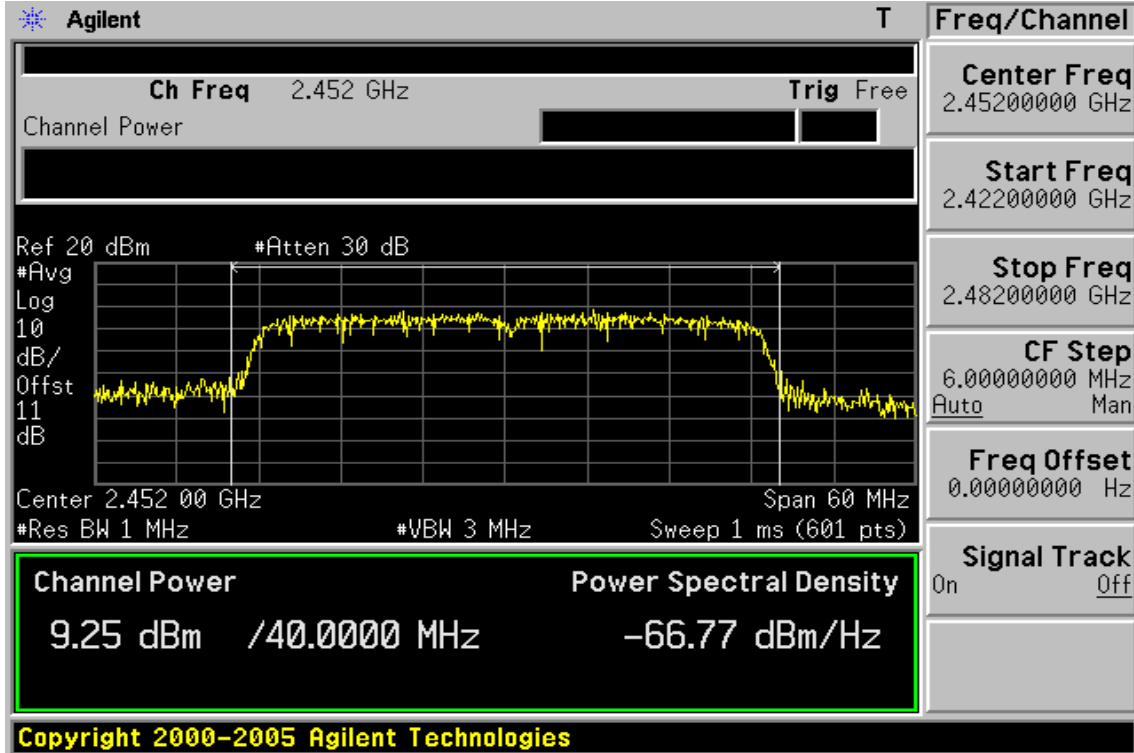 Agilent T
Ch Freq 2.452 GHz Trig Free
Channel Power
Ref 20 dBm #Atten 30 dB
#Avg
Log
10
dB/
Offst
11
dB
Center 2.452 00 GHz Span 60 MHz
#Res BW 1 MHz #VBW 3 MHz Sweep 1 ms (601 pts)
Channel Power Power Spectral Density
9.25 dBm /40.0000 MHz -66.77 dBm/Hz
Copyright 2000-2005 Agilent Technologies
Freq/Channel
Center Freq
2.45200000 GHz
Start Freq
2.42200000 GHz
Stop Freq
2.48200000 GHz
CF Step
6.00000000 MHz
Auto Man
Freq Offset
0.00000000 Hz
Signal Track
On Off